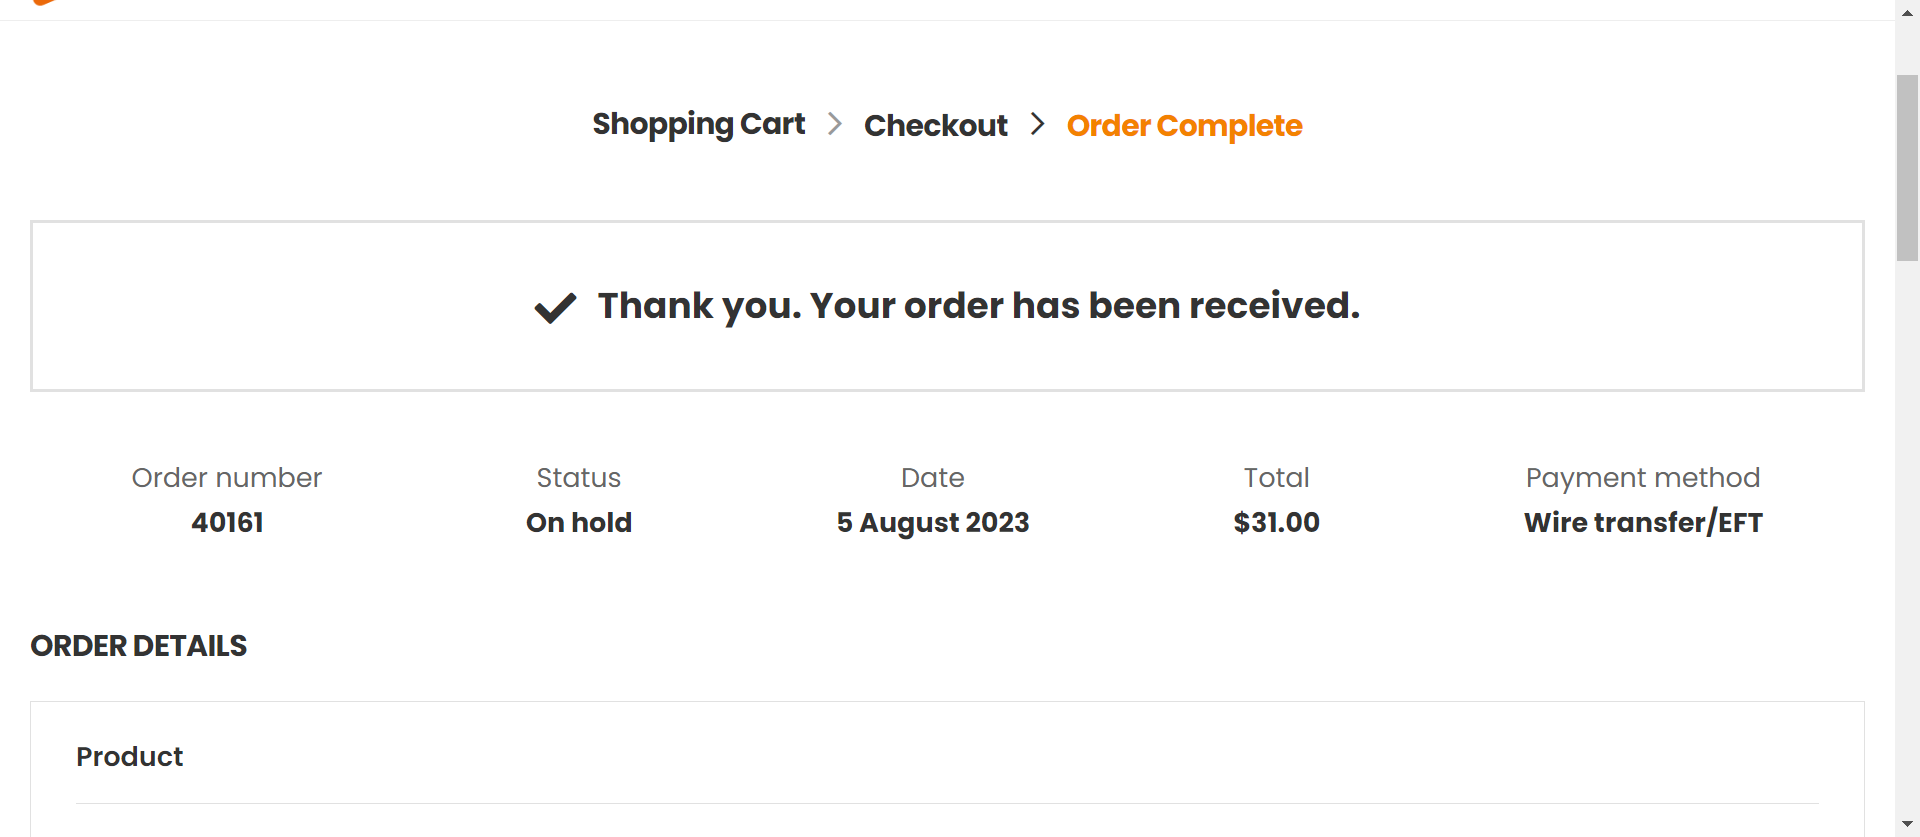 Shopping Cart > Checkout > Order Complete
Thank you. Your order has been received.
Order number
40161
Status
On hold
Date
5 August 2023
Total
$31.00
Payment method
Wire transfer/EFT
ORDER DETAILS
Product